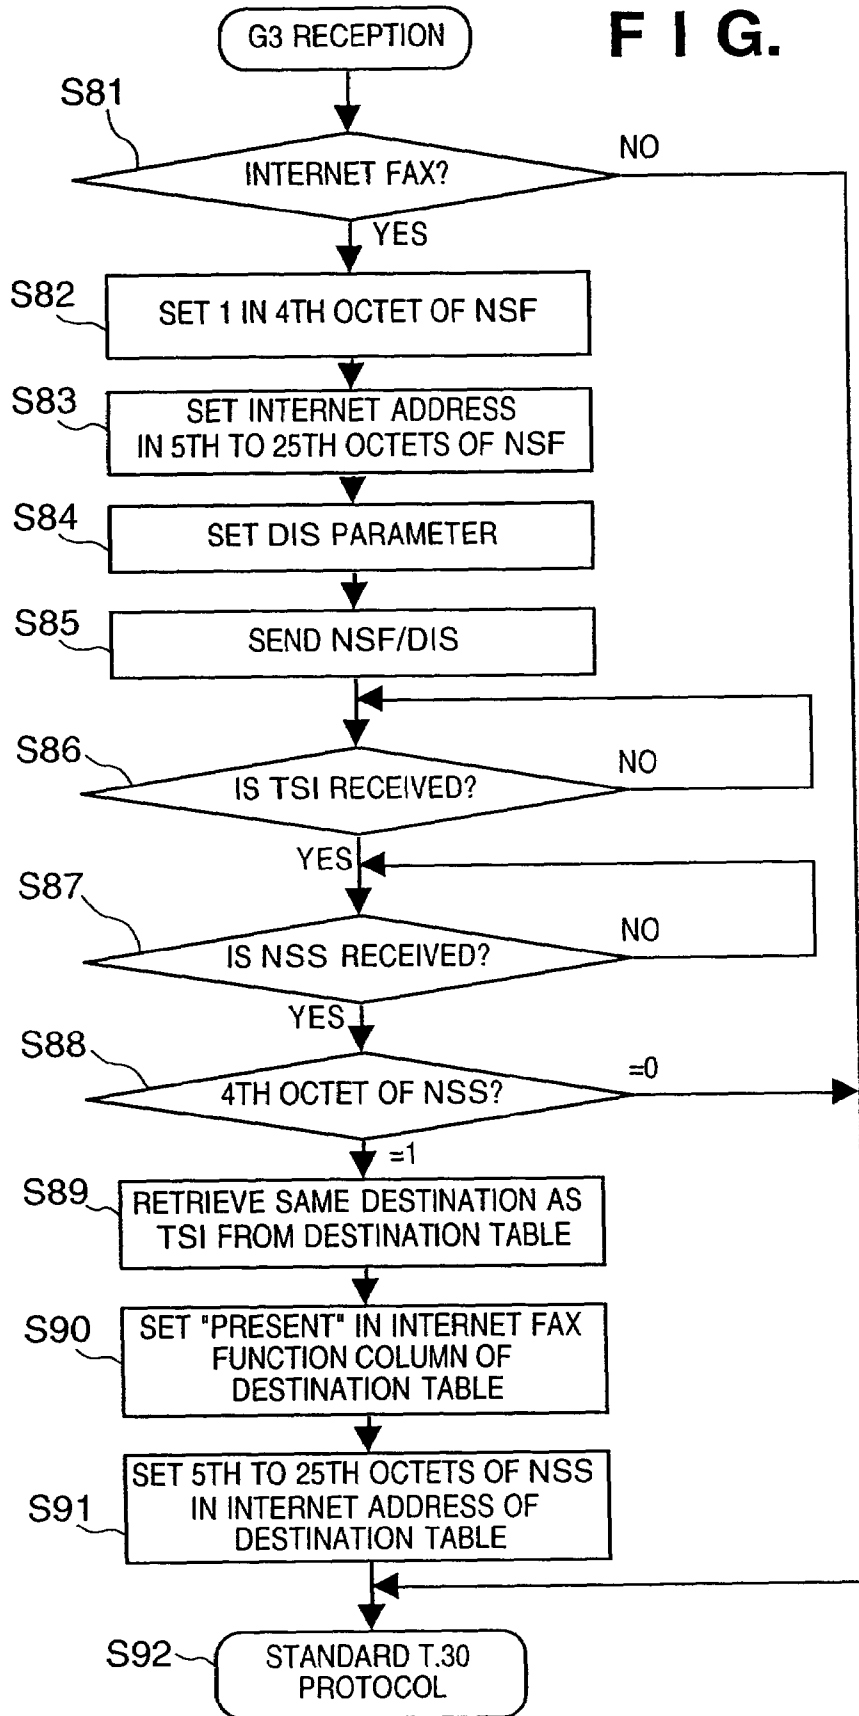 G3 RECEPTION
FIG.
S81
INTERNET FAX?
NO
YES
S82
SET 1 IN 4TH OCTET OF NSF
S83
SET INTERNET ADDRESS
IN 5TH TO 25TH OCTETS OF NSF
S84
SET DIS PARAMETER
S85
SEND NSF/DIS
S86
IS TSI RECEIVED?
NO
YES
S87
IS NSS RECEIVED?
NO
YES
S88
4TH OCTET OF NSS?
=0
=1
S89
RETRIEVE SAME DESTINATION AS
TSI FROM DESTINATION TABLE
S90
SET "PRESENT" IN INTERNET FAX
FUNCTION COLUMN OF
DESTINATION TABLE
S91
SET 5TH TO 25TH OCTETS OF NSS
IN INTERNET ADDRESS OF
DESTINATION TABLE
S92
STANDARD T.30
PROTOCOL